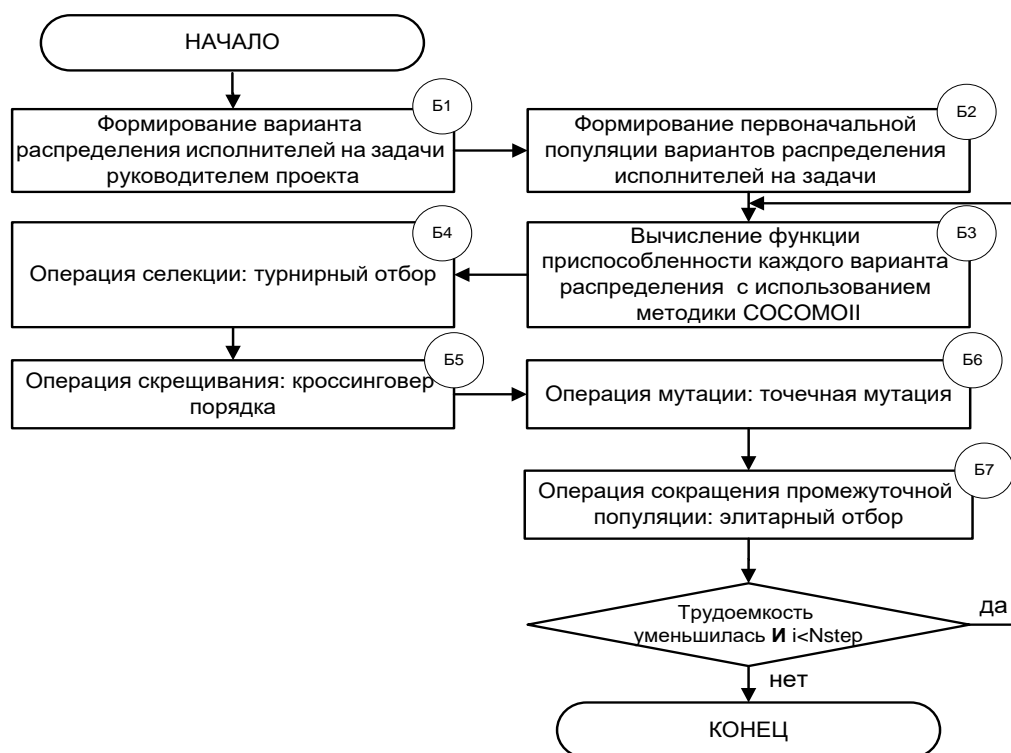 НАЧАЛО
Б1
Формирование варианта
распределения исполнителей на задачи
руководителем проекта
Б2
Формирование первоначальной
популяции вариантов распределения
исполнителей на задачи
Б3
Вычисление функции
приспособленности каждого варианта
распределения с использованием
методики COCOMOII
Б4
Операция селекции: турнирный отбор
Б5
Операция скрещивания: кроссинговер
порядка
Б6
Операция мутации: точечная мутация
Б7
Операция сокращения промежуточной
популяции: элитарный отбор
Трудоемкость
уменьшилась И i<Nstep
да
нет
КОНЕЦ